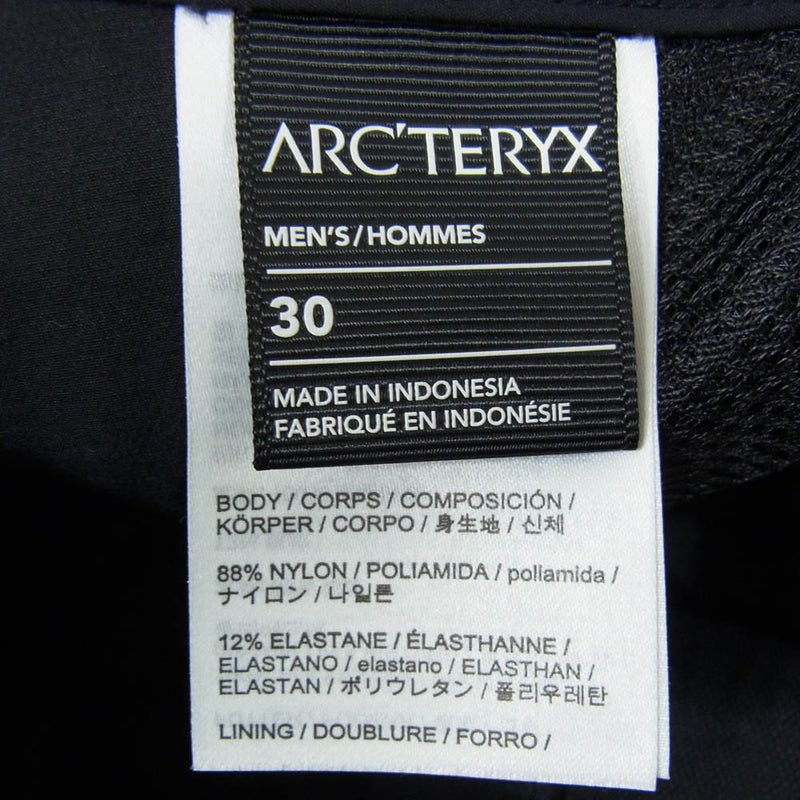 ARC'TERYX
MEN'S/HOMMES
30
MADE IN INDONESIA
FABRIQUÉ EN INDONÉSIE
BODY / CORPS / COMPOSICIÓN /
KÖRPER / CORPO / 身生地 / 신체
88% NYLON / POLIAMIDA / poliamida /
ナイロン / 나일론
12% ELASTANE / ÉLASTHANNE /
ELASTANO / elastano / ELASTHAN /
ELASTAN / ポリウレタン / 폴리우레탄
LINING / DOUBLURE / FORRO /